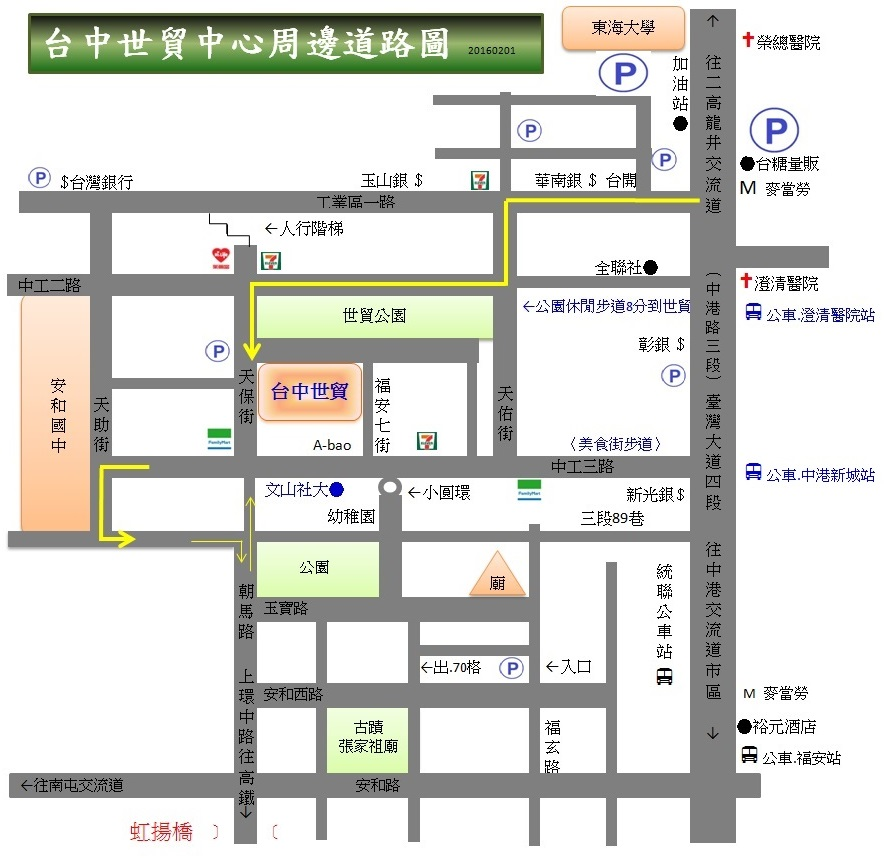 台中世貿中心周邊道路圖 20160201
東海大學
榮總醫院
P
加油站
往二高龍井交流道
P
P
P
台糖量販
M 麥當勞
P
$台灣銀行
玉山銀 $
7
ELEVEN
華南銀 $ 台開
工業區一路
←人行階梯
7
ELEVEN
全聯社
中工二路
澄清醫院
(中港路三段)臺灣大道四段
世貿公園
←公園休閒步道8分到世貿
公車.澄清醫院站
P
彰銀 $
P
安和國中
天助街
天保街
台中世貿
福安七街
天佑街
FamilyMart
A-bao
7
ELEVEN
〈美食街步道〉
中工三路
公車.中港新城站
文山社大
←小圓環
FamilyMart
新光銀$
幼稚園
三段89巷
公園
廟
統聯公車站
往中港交流道市區
朝馬路
玉寶路
←出.70格
P
←入口
上環中路往高鐵
安和西路
M 麥當勞
古蹟
張家祖廟
福玄路
裕元酒店
公車.福安站
←往南屯交流道
安和路
虹揚橋 〕 〔